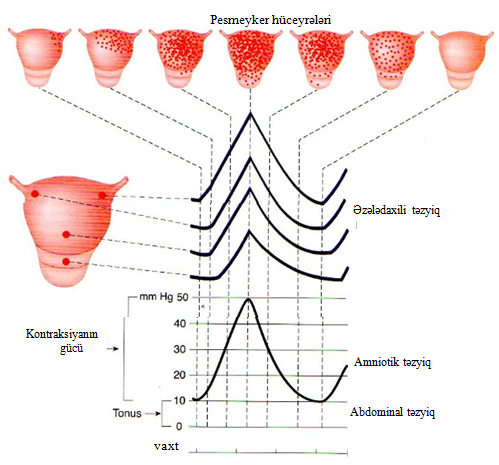 Pesmeyker hüceyrələri
Əzələdaxili təzyiq
mm Hg 50
Kontraksiyanın
gücü
40
30
20
10
0
Tonus
Amniotik təzyiq
Abdominal təzyiq
vaxt